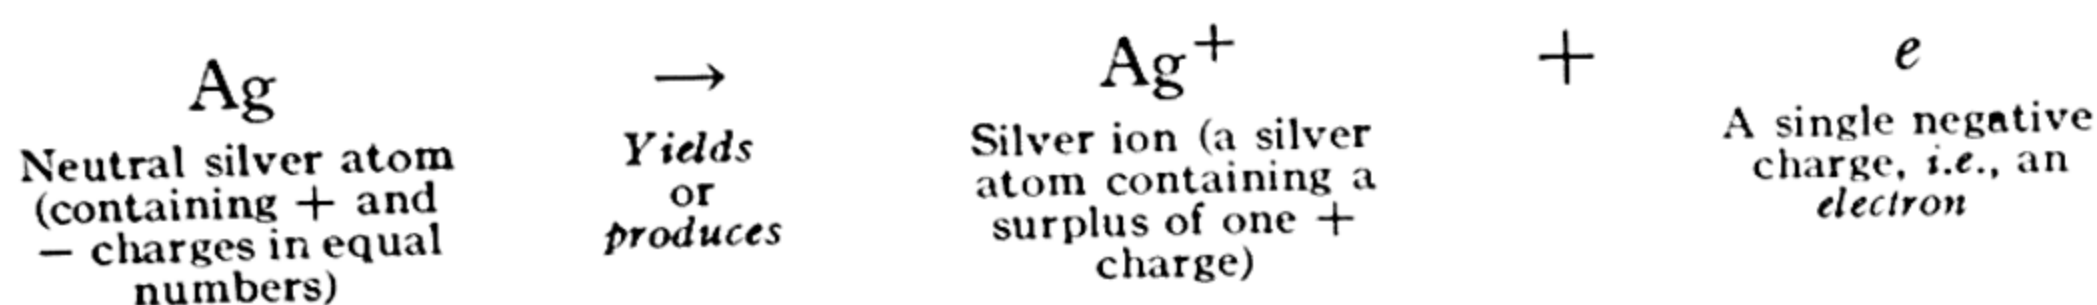 Ag → Ag⁺ + e
Neutral silver atom
(containing + and
— charges in equal
numbers)
Yields
or
produces
Silver ion (a silver
atom containing a
surplus of one +
charge)
A single negative
charge, i.e., an
electron